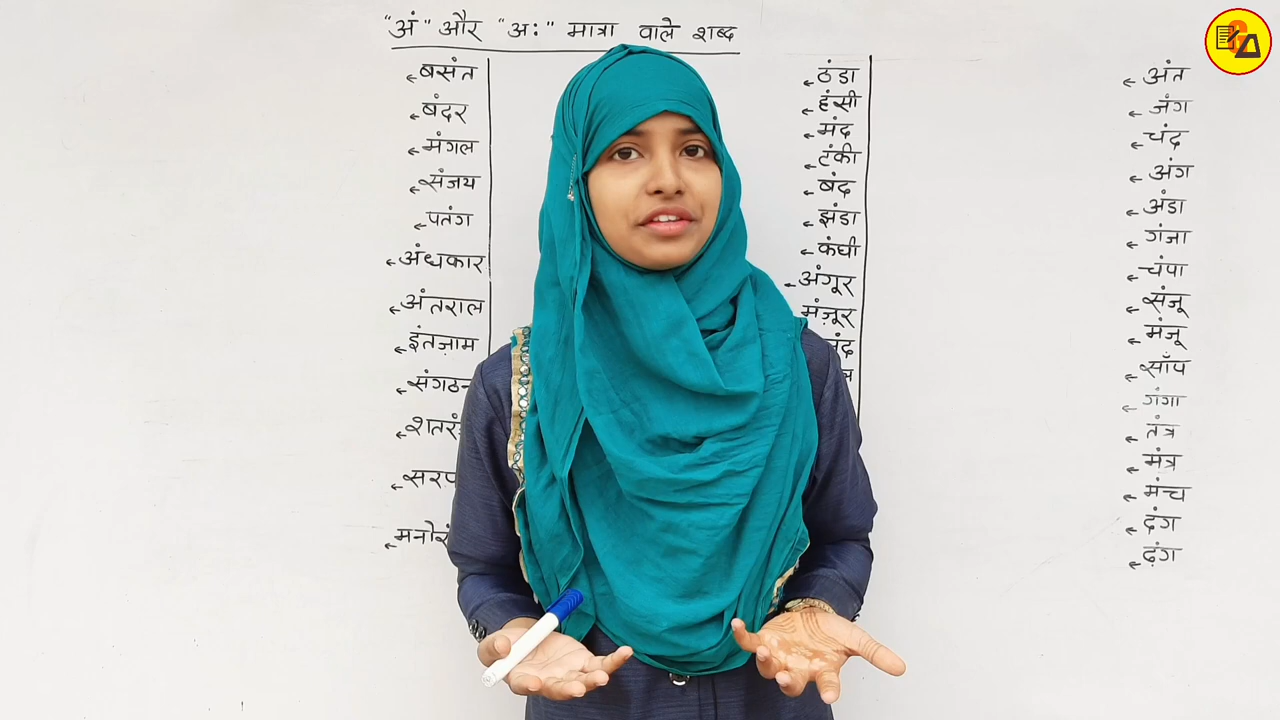 "अं" और "अः" मात्रा वाले शब्द
बसंत
बंदर
मंगल
संजय
पतंग
अंधकार
अंतराल
इंतज़ाम
ठंडा
हंसी
मंद
टंकी
बंद
झंडा
कंघी
अंगूर
मंज़ूर
अंत
जंग
चंद
अंग
अंडा
गंजा
चंपा
संजू
मंजू
साँप
गंगा
तंत्र
मंत्र
मंच
दंग
ढ़ंग